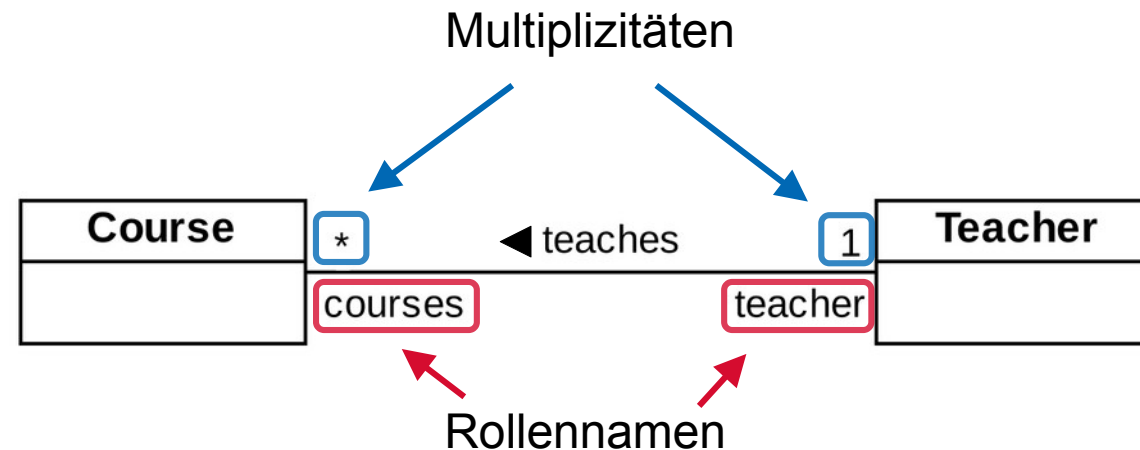 Multiplizitäten
Course
* ◀ teaches 1
Teacher
courses
teacher
Rollennamen